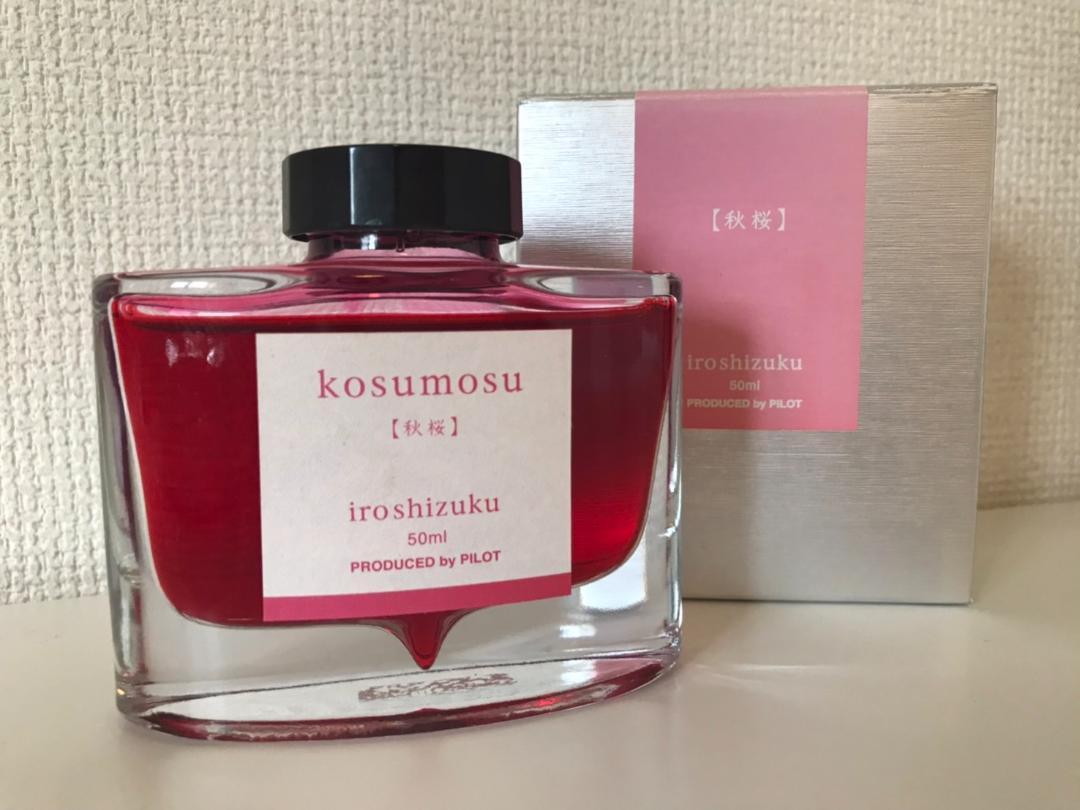 kosumosu
【秋桜】
iroshizuku
50ml
PRODUCED by PILOT
【秋桜】
iroshizuku
50ml
PRODUCED by PILOT